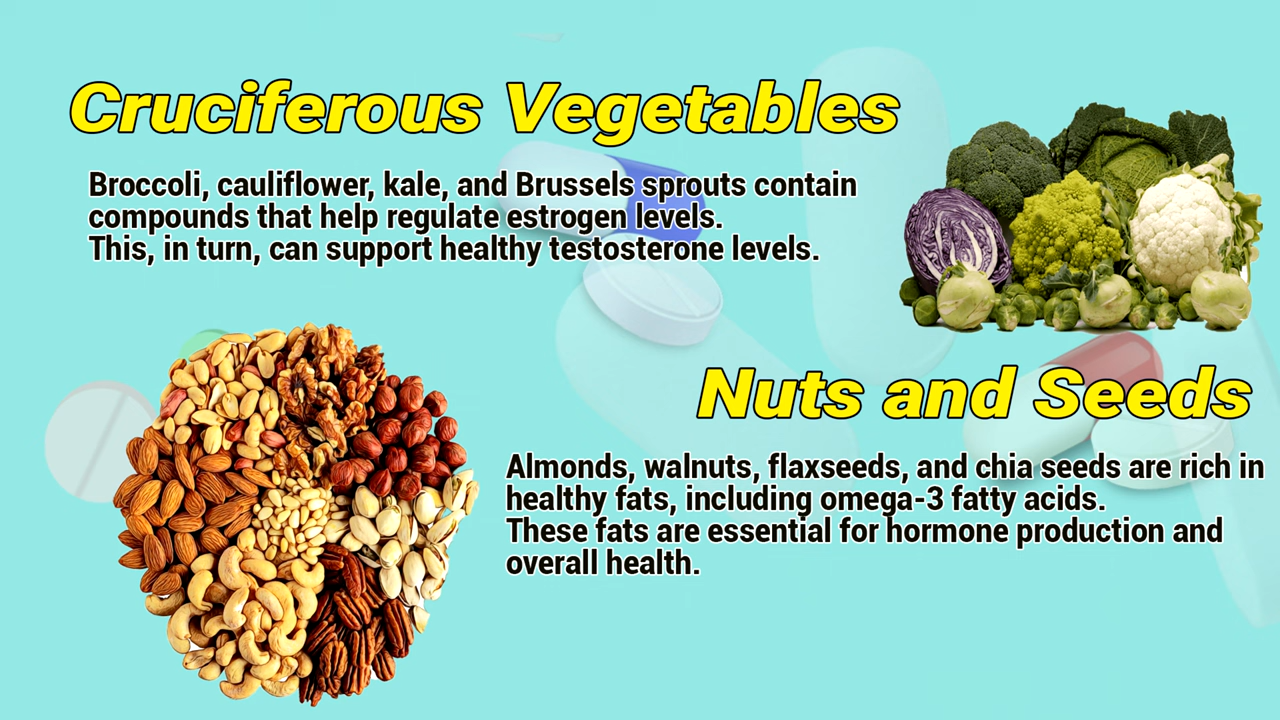 Cruciferous Vegetables
Broccoli, cauliflower, kale, and Brussels sprouts contain
compounds that help regulate estrogen levels.
This, in turn, can support healthy testosterone levels.
Nuts and Seeds
Almonds, walnuts, flaxseeds, and chia seeds are rich in
healthy fats, including omega-3 fatty acids.
These fats are essential for hormone production and
overall health.